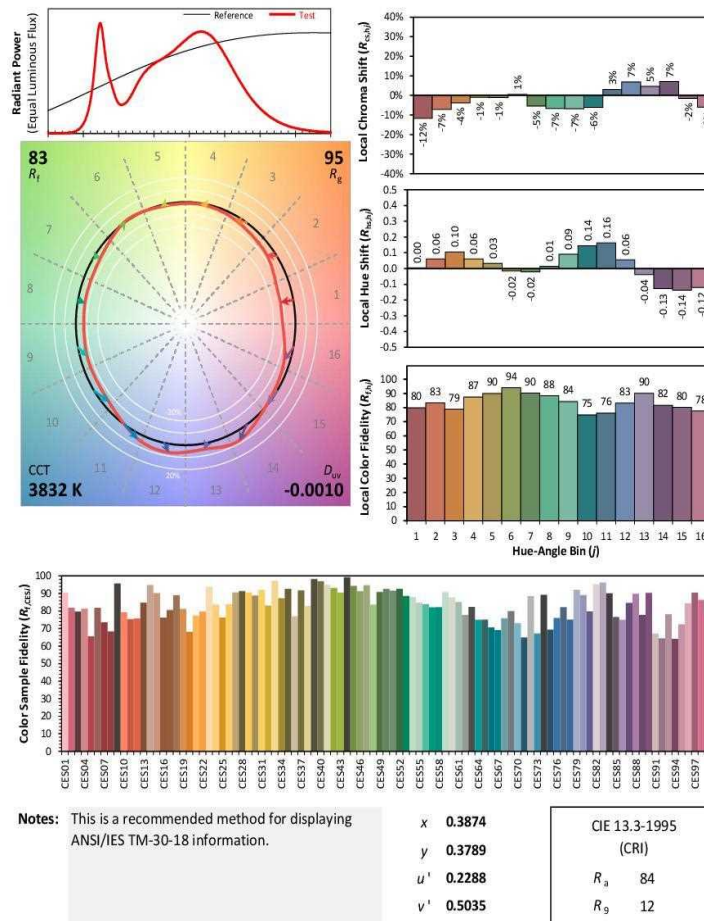 Reference Test
Radiant Power
(Equal Luminous Flux)
83 95
Rf Rg
5 4
6 3
7 2
8 1
9 16
10 15
11 14
12 13
-20%
20%
CCT Duv
3832 K -0.0010
Local Chroma Shift (Rcs,hj)
40%
30%
20%
10%
0%
-10%
-20%
-30%
-40%
-12% -7% -4% -1% -1% 1% -5% -7% -7% -6% 3% 7% 5% 7% -2%
Local Hue Shift (Rhs,hj)
0.5
0.4
0.3
0.2
0.1
0.0
-0.1
-0.2
-0.3
-0.4
-0.5
0.00 0.06 0.10 0.06 0.03 -0.02 -0.02 0.01 0.09 0.14 0.16 0.06 -0.04 -0.13 -0.14 -0.12
Local Color Fidelity (Rf,hj)
100
90
80
70
60
50
40
30
20
10
0
80 83 79 87 90 94 90 88 84 75 76 83 90 82 80 78
1 2 3 4 5 6 7 8 9 10 11 12 13 14 15 16
Hue-Angle Bin (j)
Color Sample Fidelity (Rf,CESi)
100
90
80
70
60
50
40
30
20
10
0
CES01 CES04 CES07 CES10 CES13 CES16 CES19 CES22 CES25 CES28 CES31 CES34 CES37 CES40 CES43 CES46 CES49 CES52 CES55 CES58 CES61 CES64 CES67 CES70 CES73 CES76 CES79 CES82 CES85 CES88 CES91 CES94 CES97
Notes: This is a recommended method for displaying
ANSI/IES TM-30-18 information.
x 0.3874
y 0.3789
u' 0.2288
v' 0.5035
CIE 13.3-1995
(CRI)
Ra 84
R9 12